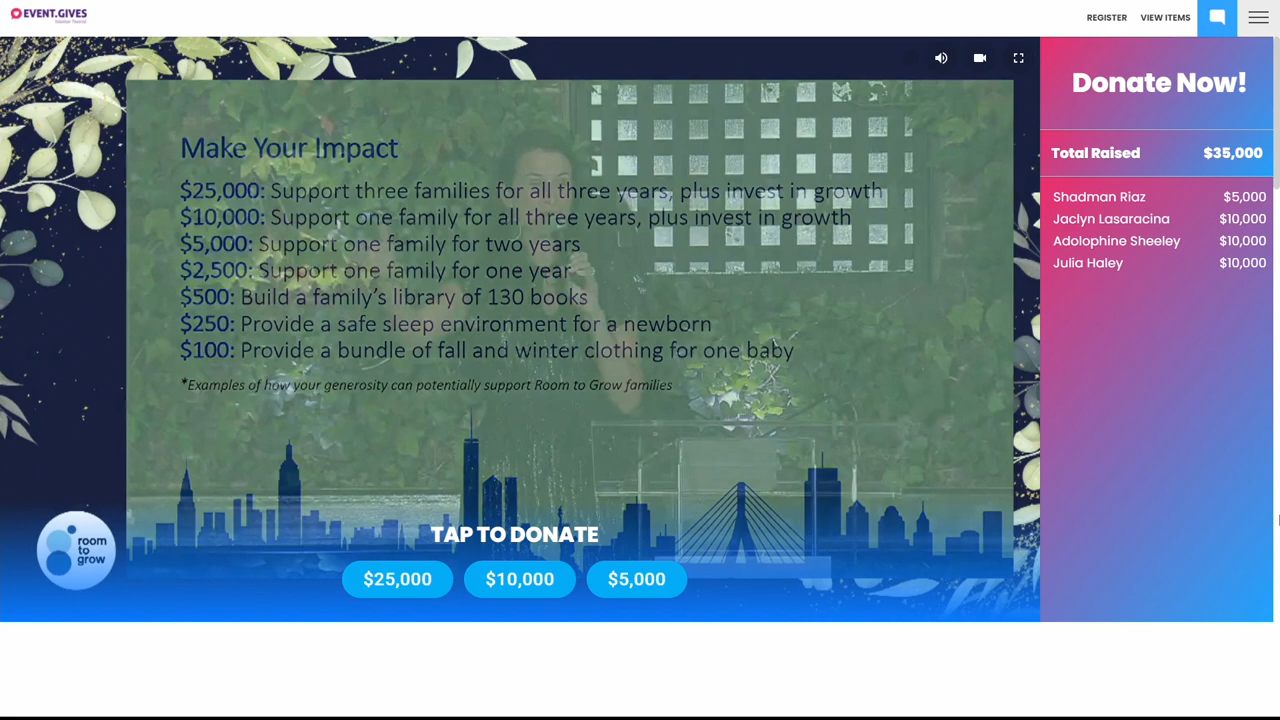 EVENT.GIVES
REGISTER
VIEW ITEMS
Donate Now!
Total Raised $35,000
Shadman Riaz $5,000
Jaclyn Lasaracina $10,000
Adolophine Sheeley $10,000
Julia Haley $10,000
Make Your Impact
$25,000: Support three families for all three years, plus invest in growth
$10,000: Support one family for all three years, plus invest in growth
$5,000: Support one family for two years
$2,500: Support one family for one year
$500: Build a family’s library of 130 books
$250: Provide a safe sleep environment for a newborn
$100: Provide a bundle of fall and winter clothing for one baby
*Examples of how your generosity can potentially support Room to Grow families
room
to
grow
TAP TO DONATE
$25,000
$10,000
$5,000